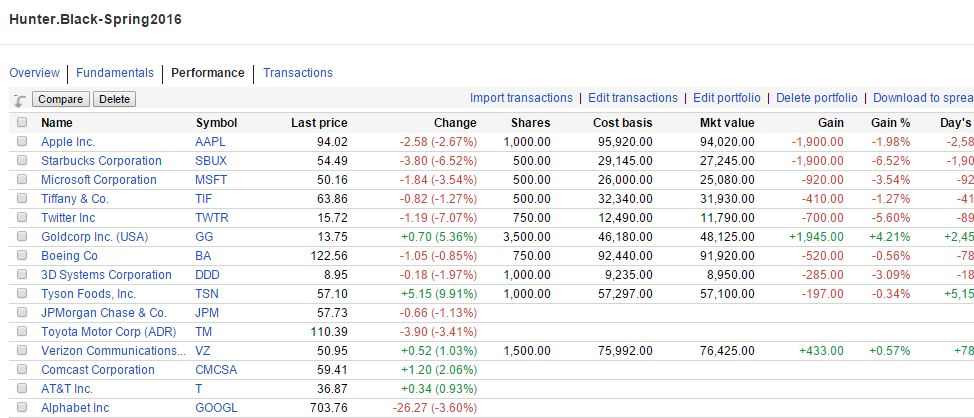 Hunter.Black-Spring2016
Overview | Fundamentals | Performance | Transactions
Compare Delete Import transactions | Edit transactions | Edit portfolio | Delete portfolio | Download to sprea
Name Symbol Last price Change Shares Cost basis Mkt value Gain Gain % Day's
Apple Inc. AAPL 94.02 -2.58 (-2.67%) 1,000.00 95,920.00 94,020.00 -1,900.00 -1.98% -2,58
Starbucks Corporation SBUX 54.49 -3.80 (-6.52%) 500.00 29,145.00 27,245.00 -1,900.00 -6.52% -1,90
Microsoft Corporation MSFT 50.16 -1.84 (-3.54%) 500.00 26,000.00 25,080.00 -920.00 -3.54% -92
Tiffany & Co. TIF 63.86 -0.82 (-1.27%) 500.00 32,340.00 31,930.00 -410.00 -1.27% -41
Twitter Inc TWTR 15.72 -1.19 (-7.07%) 750.00 12,490.00 11,790.00 -700.00 -5.60% -89
Goldcorp Inc. (USA) GG 13.75 +0.70 (5.36%) 3,500.00 46,180.00 48,125.00 +1,945.00 +4.21% +2,45
Boeing Co BA 122.56 -1.05 (-0.85%) 750.00 92,440.00 91,920.00 -520.00 -0.56% -78
3D Systems Corporation DDD 8.95 -0.18 (-1.97%) 1,000.00 9,235.00 8,950.00 -285.00 -3.09% -18
Tyson Foods, Inc. TSN 57.10 +5.15 (9.91%) 1,000.00 57,297.00 57,100.00 -197.00 -0.34% +5,15
JPMorgan Chase & Co. JPM 57.73 -0.66 (-1.13%)
Toyota Motor Corp (ADR) TM 110.39 -3.90 (-3.41%)
Verizon Communications... VZ 50.95 +0.52 (1.03%) 1,500.00 75,992.00 76,425.00 +433.00 +0.57% +78
Comcast Corporation CMCSA 59.41 +1.20 (2.06%)
AT&T Inc. T 36.87 +0.34 (0.93%)
Alphabet Inc GOOGL 703.76 -26.27 (-3.60%)